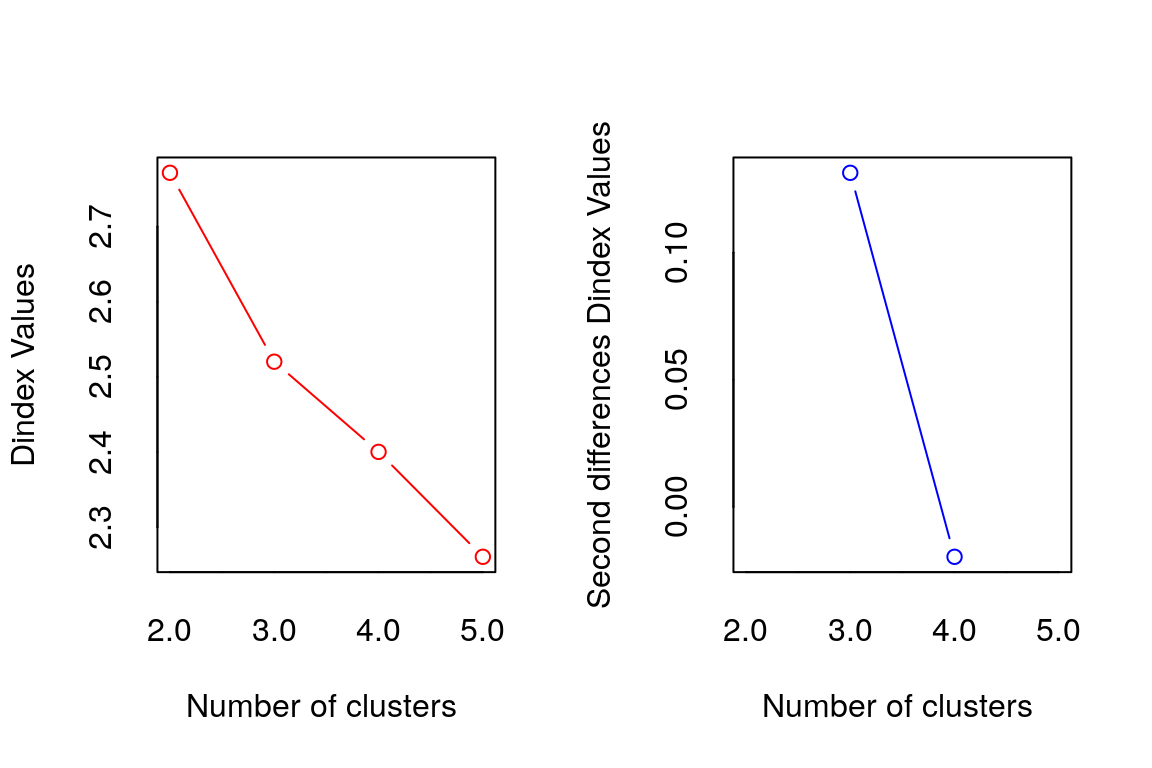 Dindex Values
2.7
2.6
2.5
2.4
2.3
2.0 3.0 4.0 5.0
Number of clusters
Second differences Dindex Values
0.10
0.05
0.00
2.0 3.0 4.0 5.0
Number of clusters